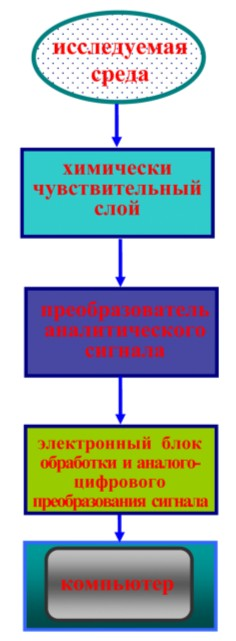 исследуемая
среда
химически
чувствительный
слой
преобразователь
аналитического
сигнала
электронный блок
обработки и аналого-
цифрового
преобразования сигнала
компьютер